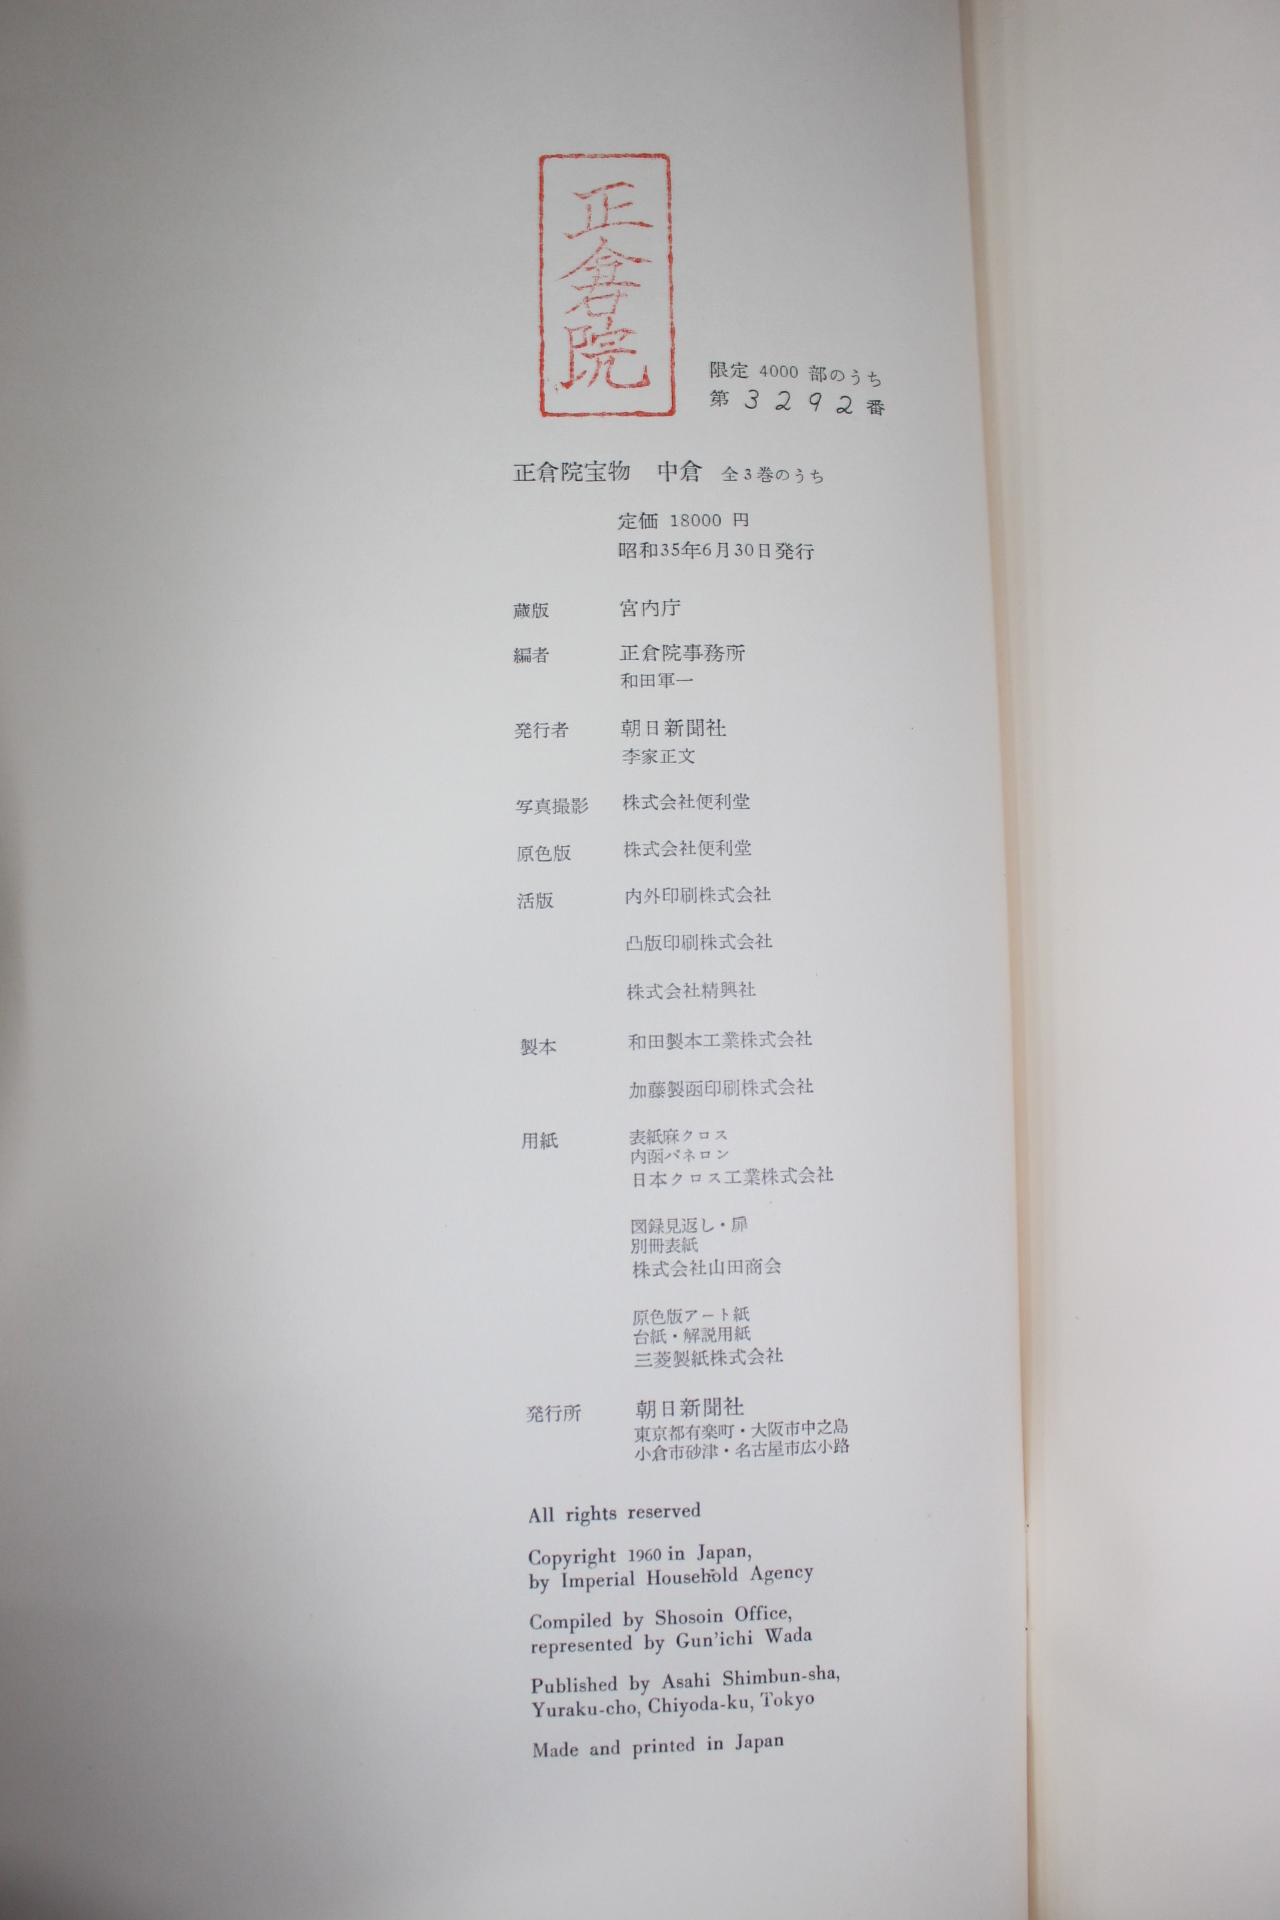 正倉院
限定 4000 部のうち
第 3292 番
正倉院宝物 中倉 全3巻のうち
定価 18000 円
昭和35年6月30日発行
蔵版 宮内庁
編者 正倉院事務所
和田軍一
発行者 朝日新聞社
李家正文
写真撮影 株式会社便利堂
原色版 株式会社便利堂
活版 内外印刷株式会社
凸版印刷株式会社
株式会社精興社
製本 和田製本工業株式会社
加藤製函印刷株式会社
用紙 表紙麻クロス
内函パネロン
日本クロス工業株式会社
図録見返し・扉
別冊表紙
株式会社山田商会
原色版アート紙
台紙・解説用紙
三菱製紙株式会社
発行所 朝日新聞社
東京都有楽町・大阪市中之島
小倉市砂津・名古屋市広小路
All rights reserved
Copyright 1960 in Japan,
by Imperial Household Agency
Compiled by Shosoin Office,
represented by Gun'ichi Wada
Published by Asahi Shimbun-sha,
Yuraku-cho, Chiyoda-ku, Tokyo
Made and printed in Japan